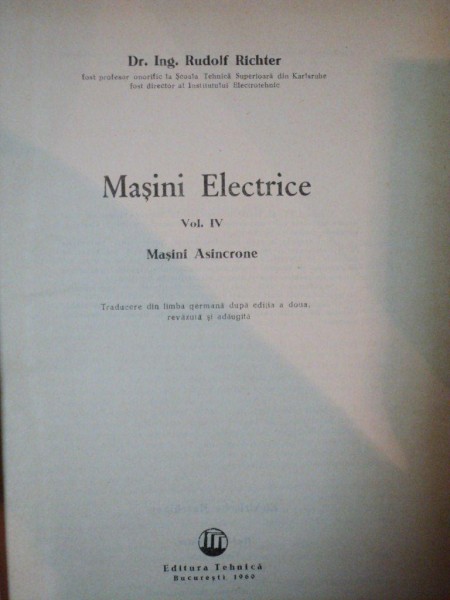 Dr. Ing. Rudolf Richter
fost profesor onorific la Școala Tehnică Superioară din Karlsruhe
fost director al Institutului Electrotehnic
Mașini Electrice
Vol. IV
Mașini Asincrone
Traducere din limba germană după ediția a doua,
revăzută și adăugită
Editura Tehnică
București 1960